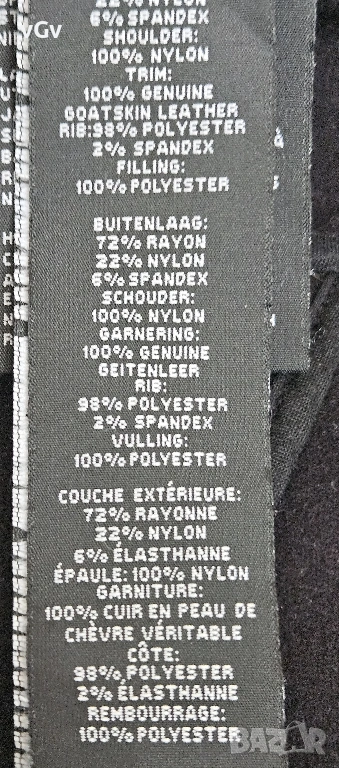 22% NYLON
6% SPANDEX
SHOULDER:
100% NYLON
TRIM:
100% GENUINE
GOATSKIN LEATHER
RIB:98% POLYESTER
2% SPANDEX
FILLING:
100% POLYESTER
BUITENLAAG:
72% RAYON
22% NYLON
6% SPANDEX
SCHOUDER:
100% NYLON
GARNERING:
100% GENUINE
GEITENLEER
RIB:
98% POLYESTER
2% SPANDEX
VULLING:
100% POLYESTER
COUCHE EXTÉRIEURE:
72% RAYONNE
22% NYLON
6% ÉLASTHANNE
ÉPAULE: 100% NYLON
GARNITURE:
100% CUIR EN PEAU DE
CHÈVRE VÉRITABLE
CÔTE:
98% POLYESTER
2% ÉLASTHANNE
REMBOURRAGE:
100% POLYESTER
BAZAR